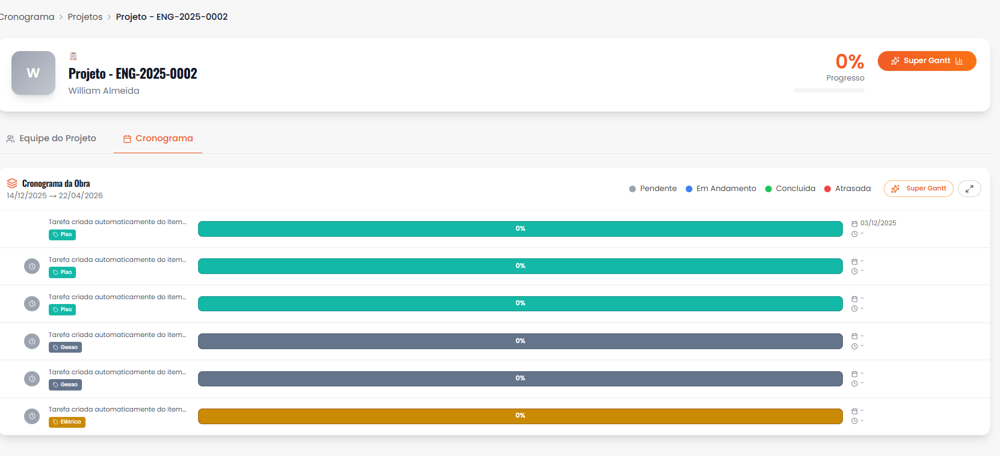 Cronograma > Projetos > Projeto - ENG-2025-0002
W
Projeto - ENG-2025-0002
William Almeida
0%
Progresso
Super Gantt
Equipe do Projeto
Cronograma
Cronograma da Obra
14/12/2025 → 22/04/2026
Pendente
Em Andamento
Concluída
Atrasada
Super Gantt
Tarefa criada automaticamente do item...
Piso
0%
03/12/2025
-
Tarefa criada automaticamente do item...
Piso
0%
-
-
Tarefa criada automaticamente do item...
Piso
0%
-
-
Tarefa criada automaticamente do item...
Gesso
0%
-
-
Tarefa criada automaticamente do item...
Gesso
0%
-
-
Tarefa criada automaticamente do item...
Elétrica
0%
-
-